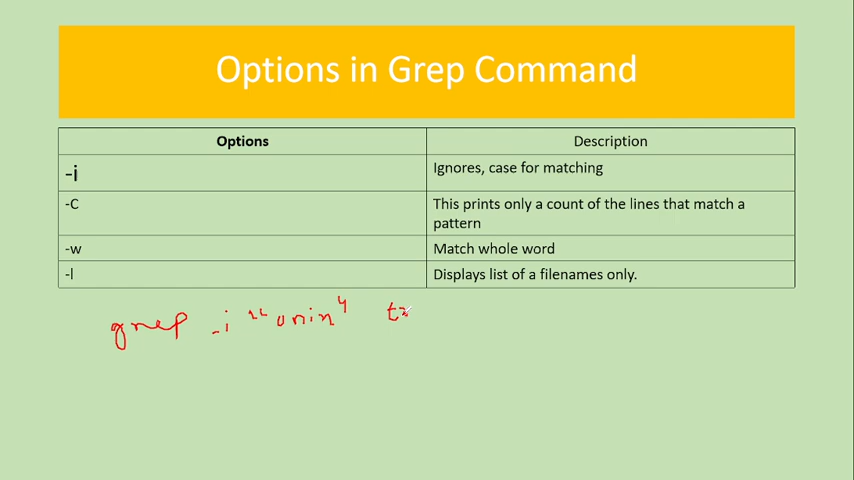 Options in Grep Command
Options Description
-i Ignores, case for matching
-C This prints only a count of the lines that match a
pattern
-w Match whole word
-l Displays list of a filenames only.
grep -i "